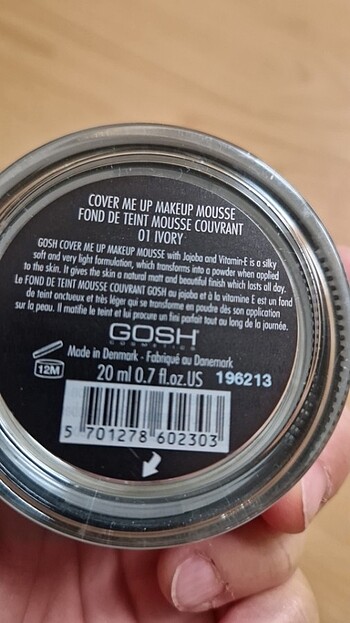 COVER ME UP MAKEUP MOUSSE
FOND DE TEINT MOUSSE COUVRANT
01 IVORY
GOSH COVER ME UP MAKEUP MOUSSE with Jojoba and Vitamin-E is a silky
soft and very light formulation, which transforms into a powder when applied
to the skin. It gives the skin a natural matt and beautiful finish which lasts all day.
Le FOND DE TEINT MOUSSE COUVRANT GOSH au jojoba et à la vitamine E est un fond
de teint onctueux et très léger qui se transforme en poudre dès son application
sur la peau. Il matifie le teint et lui procure un fini parfait tout au long de la journée.
GOSH
COSMETICS
Made in Denmark - Fabriqué au Danemark
12M
20 ml 0.7 fl.oz.US 196213
5 701278 602303